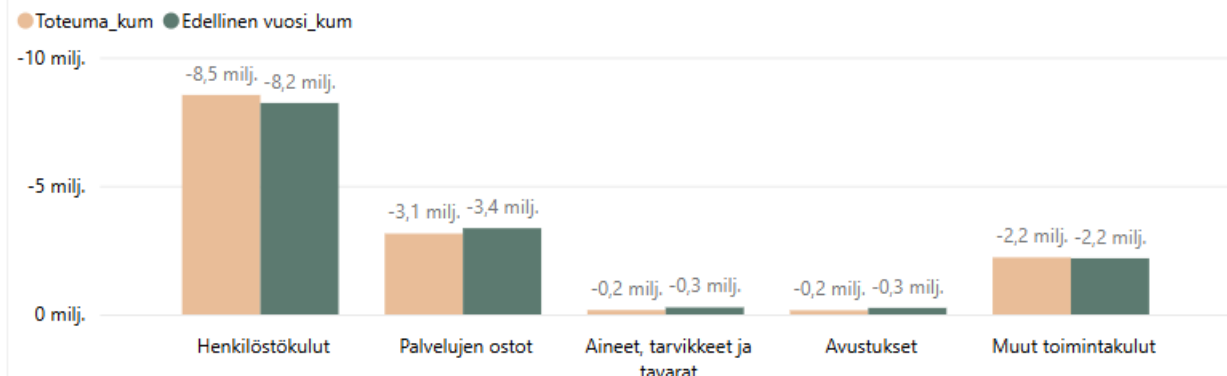 Toteuma_kum Edellinen vuosi_kum
-10 milj.
-8,5 milj. -8,2 milj.
-5 milj.
-3,1 milj. -3,4 milj.
-2,2 milj. -2,2 milj.
-0,2 milj. -0,3 milj. -0,2 milj. -0,3 milj.
0 milj.
Henkilöstökulut Palvelujen ostot Aineet, tarvikkeet ja Avustukset Muut toimintakulut
tavarat